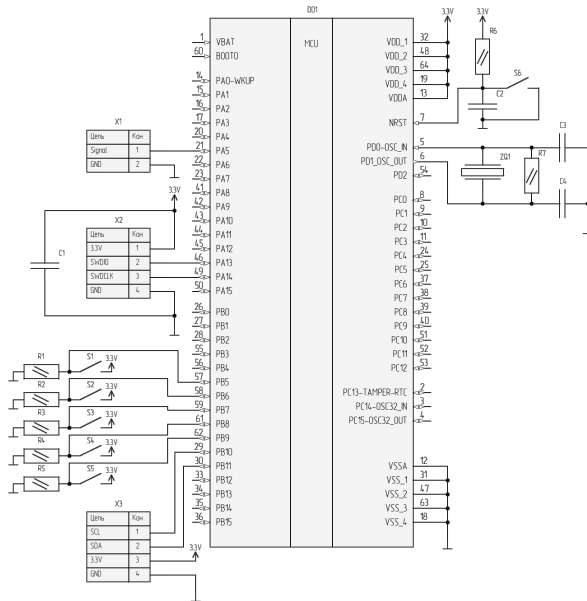 DD1
MCU
1 VBAT
60 BOOT0
14 PA0-WKUP
15 PA1
16 PA2
17 PA3
20 PA4
21 PA5
22 PA6
23 PA7
41 PA8
42 PA9
43 PA10
44 PA11
45 PA12
46 PA13
49 PA14
50 PA15
26 PB0
27 PB1
28 PB2
55 PB3
56 PB4
57 PB5
58 PB6
59 PB7
61 PB8
62 PB9
29 PB10
30 PB11
33 PB12
34 PB13
35 PB14
36 PB15
VDD_1 32
VDD_2 48
VDD_3 64
VDD_4 19
VDDA 13
NRST 7
PD0-OSC_IN 5
PD1_OSC_OUT 6
PD2 54
PC0 8
PC1 9
PC2 10
PC3 11
PC4 24
PC5 25
PC6 37
PC7 38
PC8 39
PC9 40
PC10 51
PC11 52
PC12 53
PC13-TAMPER-RTC 2
PC14-OSC32_IN 3
PC15-OSC32_OUT 4
VSSA 12
VSS_1 31
VSS_2 47
VSS_3 63
VSS_4 18
X1
Цепь Кон
Signal 1
GND 2
3.3V
C1
X2
Цепь Кон
3.3V 1
SWDIO 2
SWDCLK 3
GND 4
R1 S1 3.3V
R2 S2 3.3V
R3 S3 3.3V
R4 S4 3.3V
R5 S5 3.3V
X3
Цепь Кон
SCL 1
SDA 2
3.3V 3
GND 4
3.3V
3.3V 3.3V
R6
S6
C2
C3
ZQ1
R7
C4